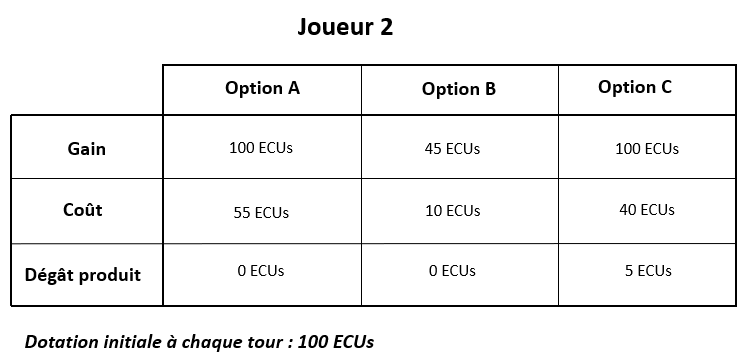 Joueur 2
Option A Option B Option C
Gain 100 ECUs 45 ECUs 100 ECUs
Coût 55 ECUs 10 ECUs 40 ECUs
Dégât produit 0 ECUs 0 ECUs 5 ECUs
Dotation initiale à chaque tour : 100 ECUs